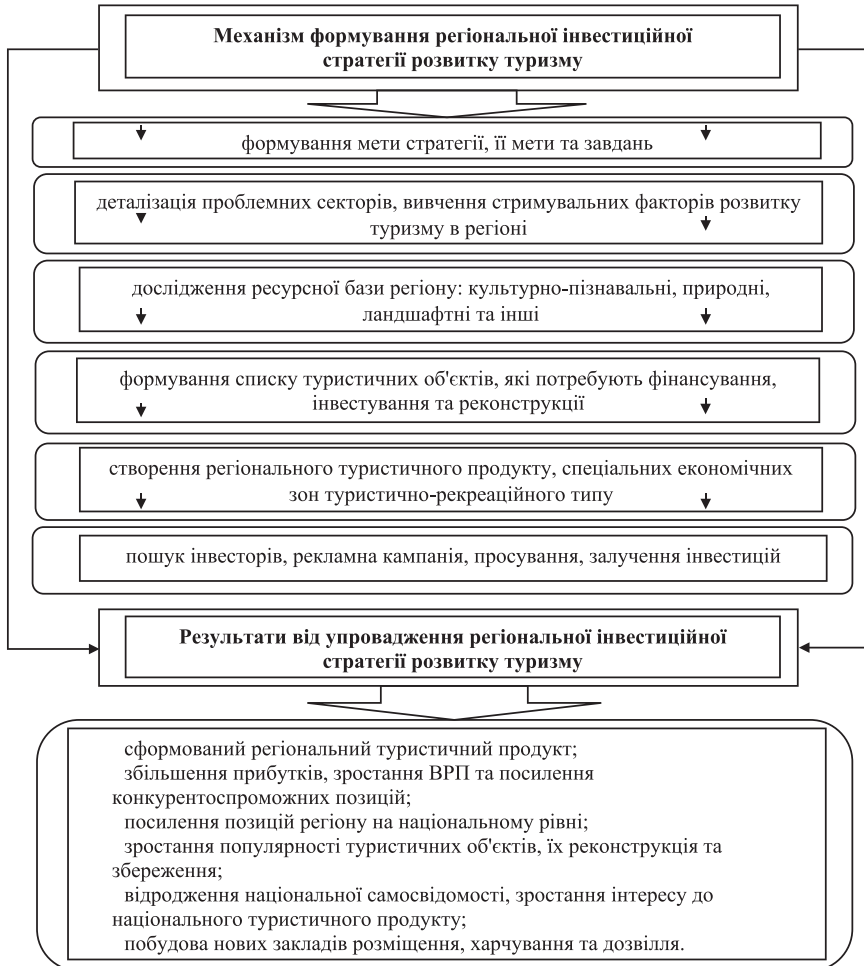 Механізм формування регіональної інвестиційної
стратегії розвитку туризму
формування мети стратегії, її мети та завдань
деталізація проблемних секторів, вивчення стримувальних факторів розвитку
туризму в регіоні
дослідження ресурсної бази регіону: культурно-пізнавальні, природні,
ландшафтні та інші
формування списку туристичних об'єктів, які потребують фінансування,
інвестування та реконструкції
створення регіонального туристичного продукту, спеціальних економічних
зон туристично-рекреаційного типу
пошук інвесторів, рекламна кампанія, просування, залучення інвестицій
Результати від упровадження регіональної інвестиційної
стратегії розвитку туризму
сформований регіональний туристичний продукт;
збільшення прибутків, зростання ВРП та посилення
конкурентоспроможних позицій;
посилення позицій регіону на національному рівні;
зростання популярності туристичних об'єктів, їх реконструкція та
збереження;
відродження національної самосвідомості, зростання інтересу до
національного туристичного продукту;
побудова нових закладів розміщення, харчування та дозвілля.